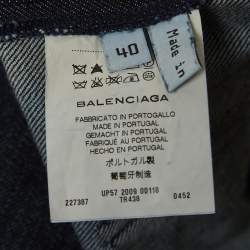 40
Made in
BALENCIAGA
FABBRICATO IN PORTOGALLO
MADE IN PORTUGAL
GEMACHT IN PORTUGAL
FABRIQUÉ AU PORTUGAL
HECHO EN PORTUGAL
ポルトガル製
葡萄牙制造
227387 UP57 2009 00118 0452
TR438